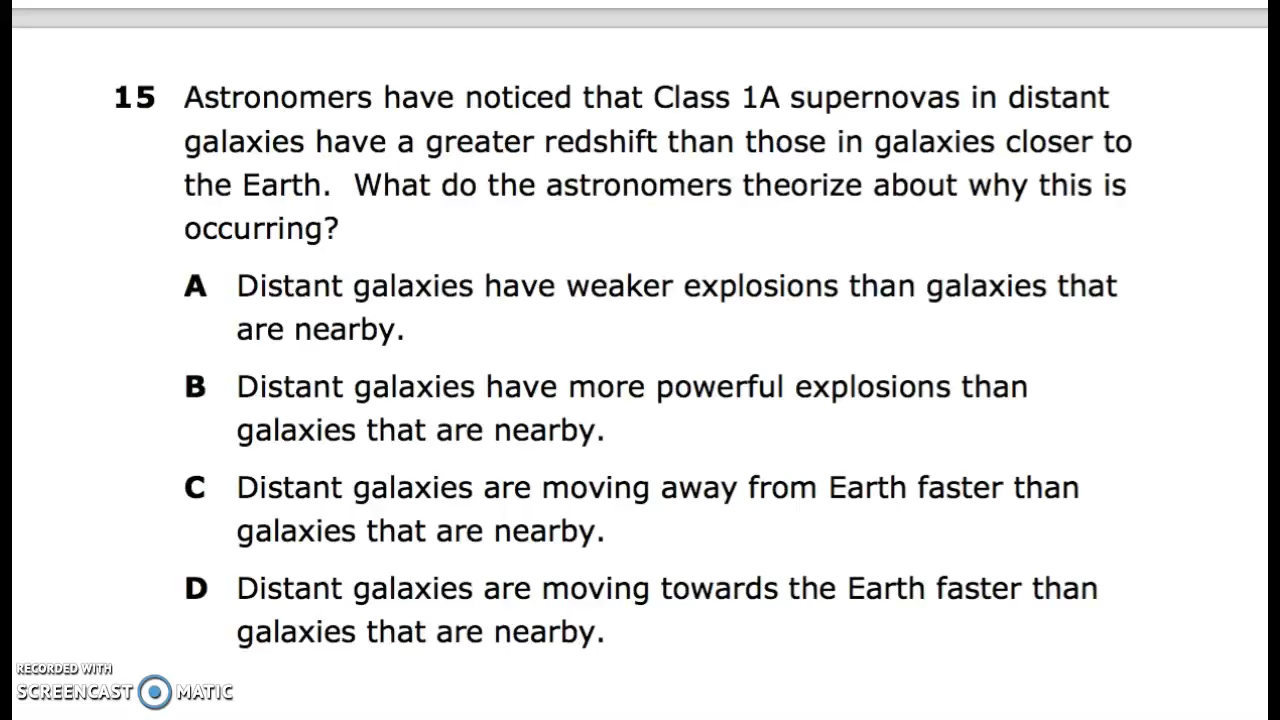 15 Astronomers have noticed that Class 1A supernovas in distant
galaxies have a greater redshift than those in galaxies closer to
the Earth. What do the astronomers theorize about why this is
occurring?
A Distant galaxies have weaker explosions than galaxies that
are nearby.
B Distant galaxies have more powerful explosions than
galaxies that are nearby.
C Distant galaxies are moving away from Earth faster than
galaxies that are nearby.
D Distant galaxies are moving towards the Earth faster than
galaxies that are nearby.
RECORDED WITH
SCREENCAST MATIC